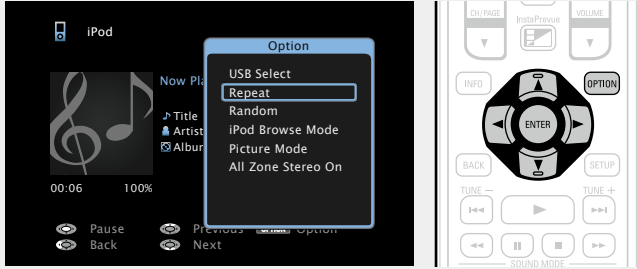 iPod
Option
USB Select
Now Pla
Repeat
Random
Title
iPod Browse Mode
Artist
Picture Mode
Album
All Zone Stereo On
00:06 100%
Pause Previous OPTION Option
Back Next
CH/PAGE InstaPrevue VOLUME
INFO OPTION
ENTER
BACK SETUP
TUNE – TUNE +
SOUND MODE